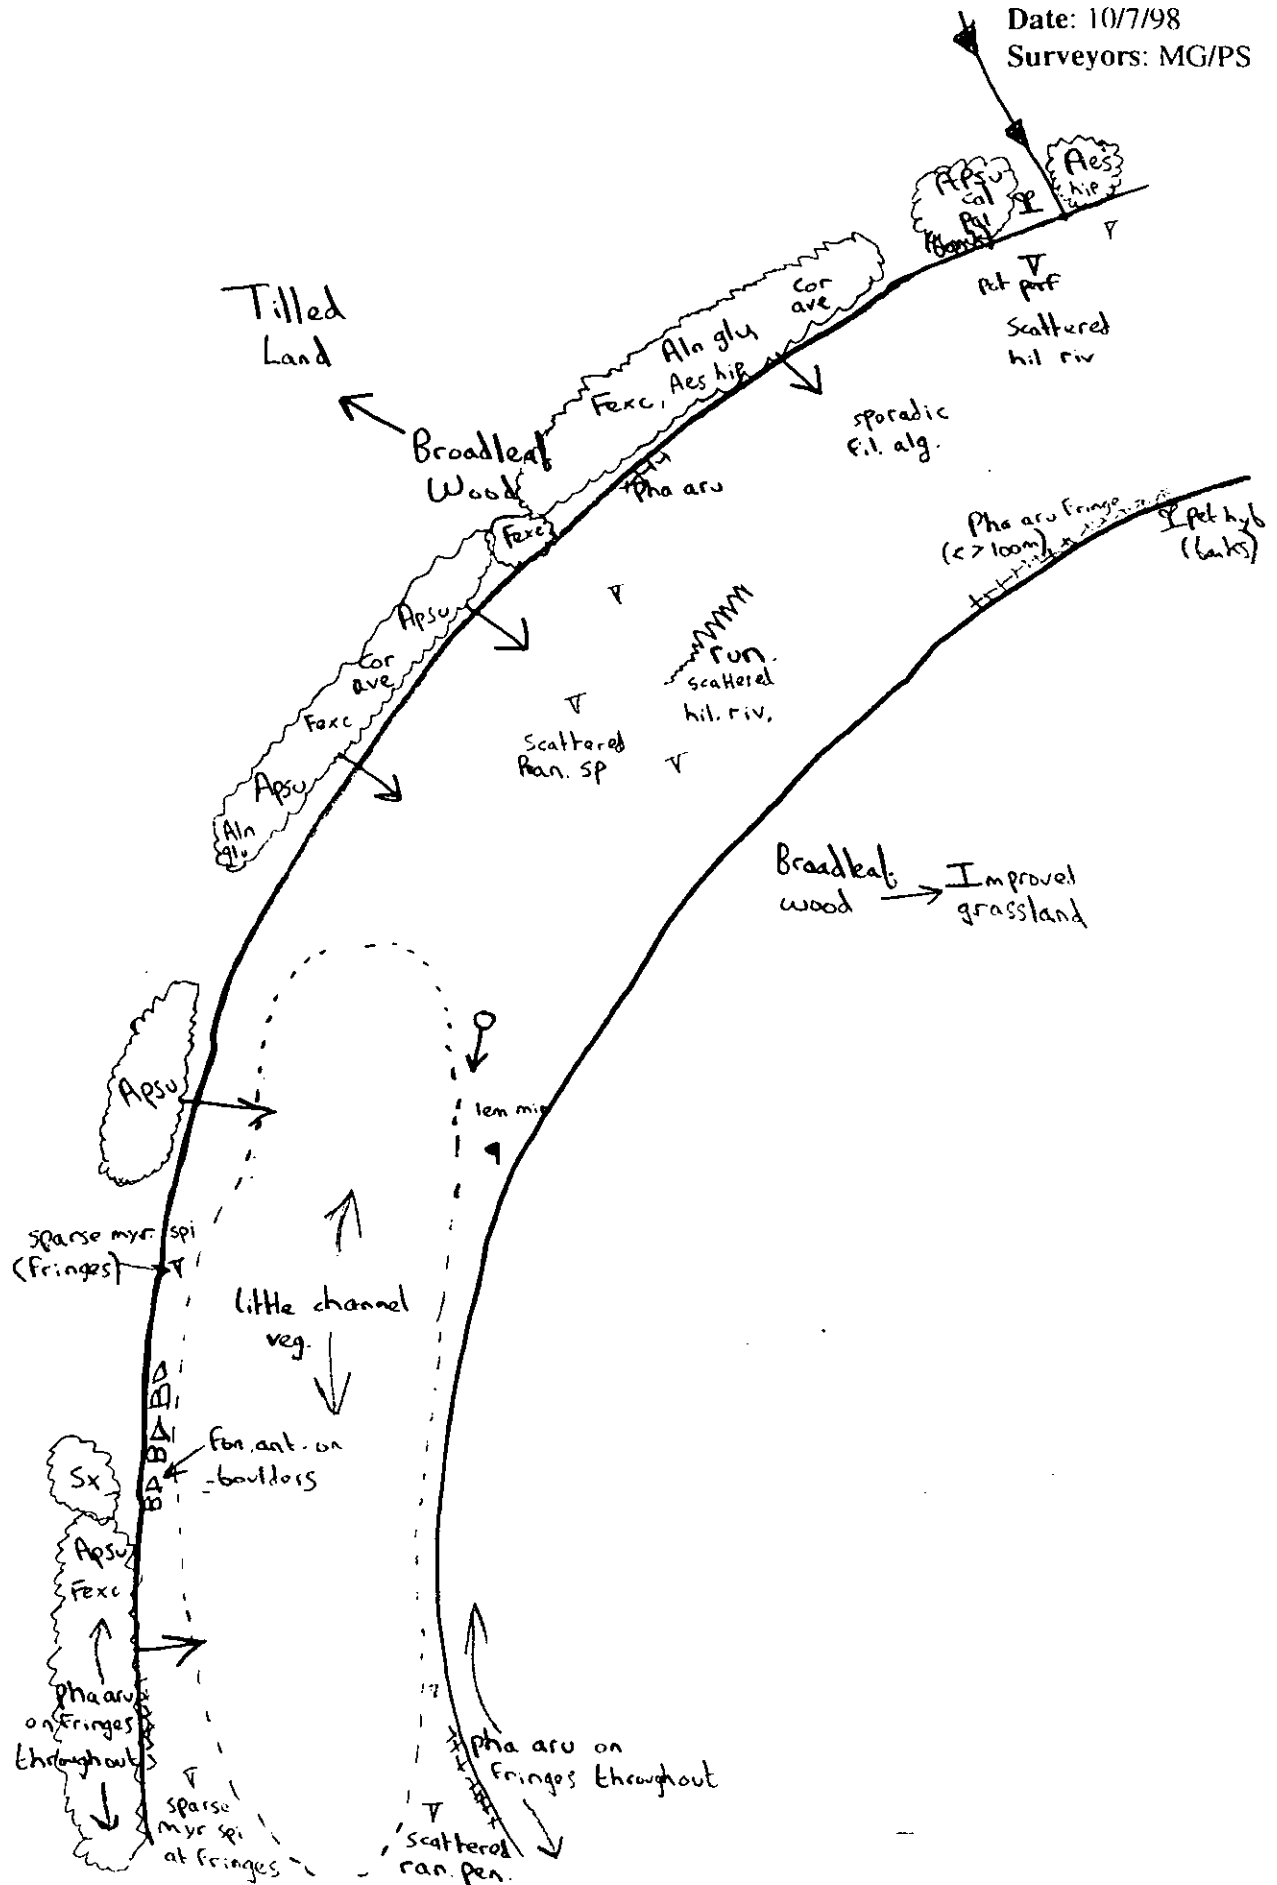 Date: 10/7/98
Surveyors: MG/PS
Aes
hip
Apsu
cal
pal
(banks)
Pot perf
Scattered
hil riv
Tilled
Land
Cor
ave
Aln glu
Fexc, Aes hip
Broadleaf
Wood
sporadic
fil. alg.
Pha aru
Pha aru fringe
(<>100m)
pet hyb
(banks)
Fexc
Apsu
Cor
ave
Fexc
Apsu
Aln
glu
run.
scattered
hil. riv.
Scattered
Ran. sp
Broadleaf
wood
Improved
grassland
Apsu
len min
sparse myr. spi
(fringes)
little channel
veg.
B
B
B
Fon. ant. on
boulders
Sx
Apsu
Fexc
pha aru
on fringes
throughout
pha aru on
fringes throughout
sparse
myr spi
at fringes
scattered
ran. pen.